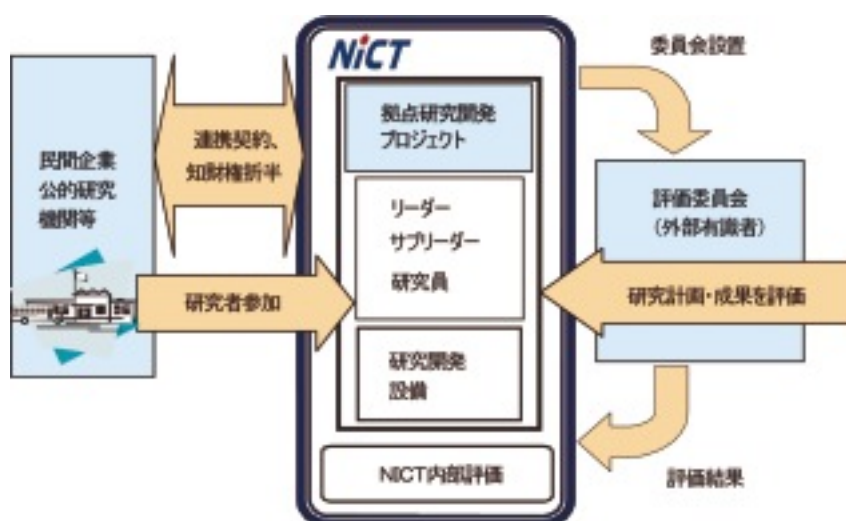 民間企業
公的研究
機関等
連携契約、
知財権折半
研究者参加
NiCT
拠点研究開発
プロジェクト
リーダー
サブリーダー
研究員
研究開発
設備
NICT内部評価
委員会設置
評価委員会
（外部有識者）
研究計画・成果を評価
評価結果